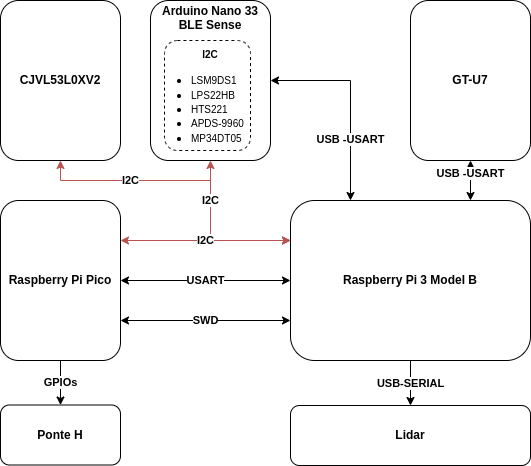 Arduino Nano 33
BLE Sense
I2C
CJVL53L0XV2
GT-U7
LSM9DS1
LPS22HB
HTS221
APDS-9960
MP34DT05
USB -USART
USB -USART
I2C
I2C
I2C
Raspberry Pi Pico
USART
Raspberry Pi 3 Model B
SWD
GPIOs
USB-SERIAL
Ponte H
Lidar